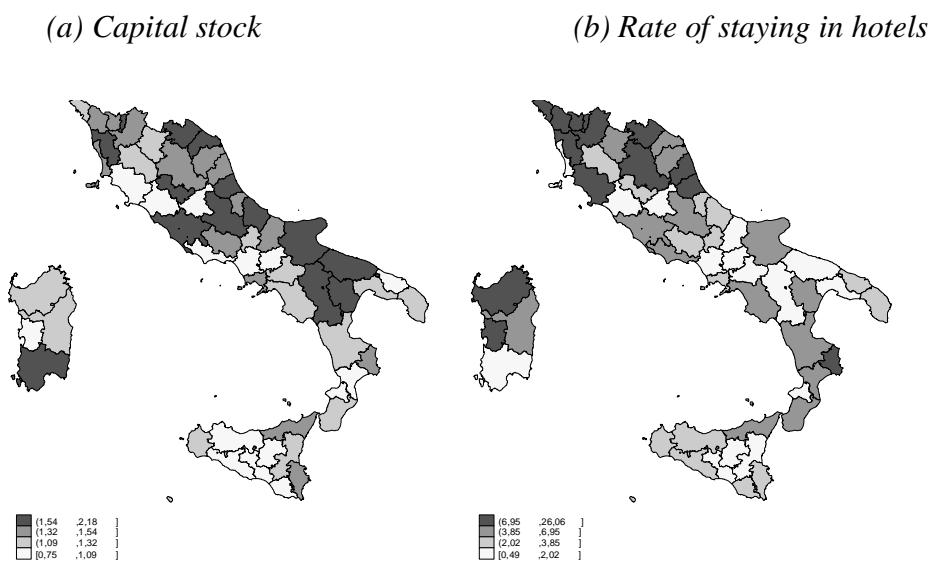 (a) Capital stock
(b) Rate of staying in hotels
(1,54 ,2,18 ]
(1,32 ,1,54 ]
(1,09 ,1,32 ]
[0,75 ,1,09 ]
(6,95 ,26,06 ]
(3,85 ,6,95 ]
(2,02 ,3,85 ]
[0,49 ,2,02 ]